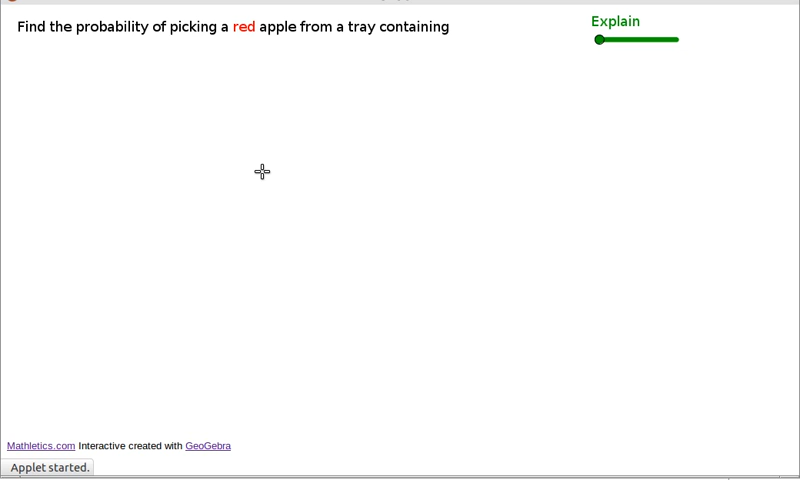 Find the probability of picking a red apple from a tray containing
Explain
Mathletics.com Interactive created with GeoGebra
Applet started.